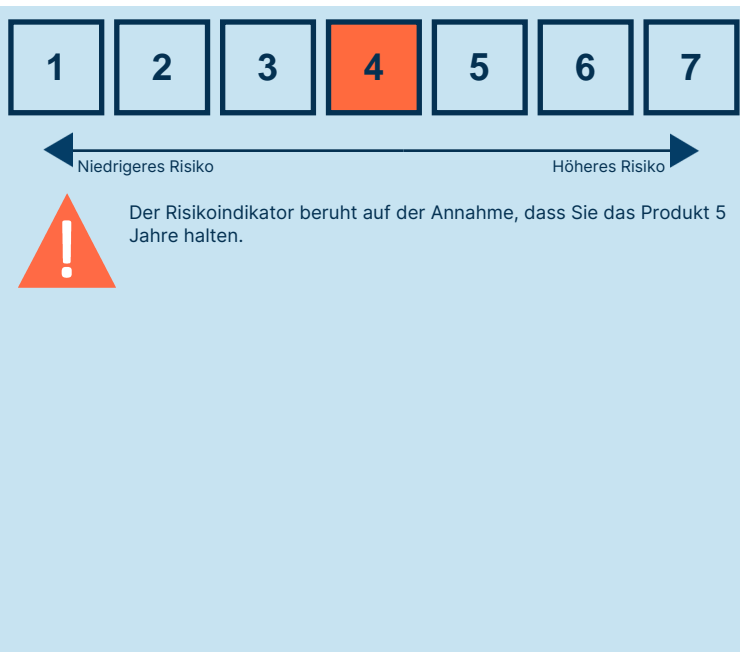 1 2 3 4 5 6 7
Niedrigeres Risiko Höheres Risiko
Der Risikoindikator beruht auf der Annahme, dass Sie das Produkt 5
Jahre halten.